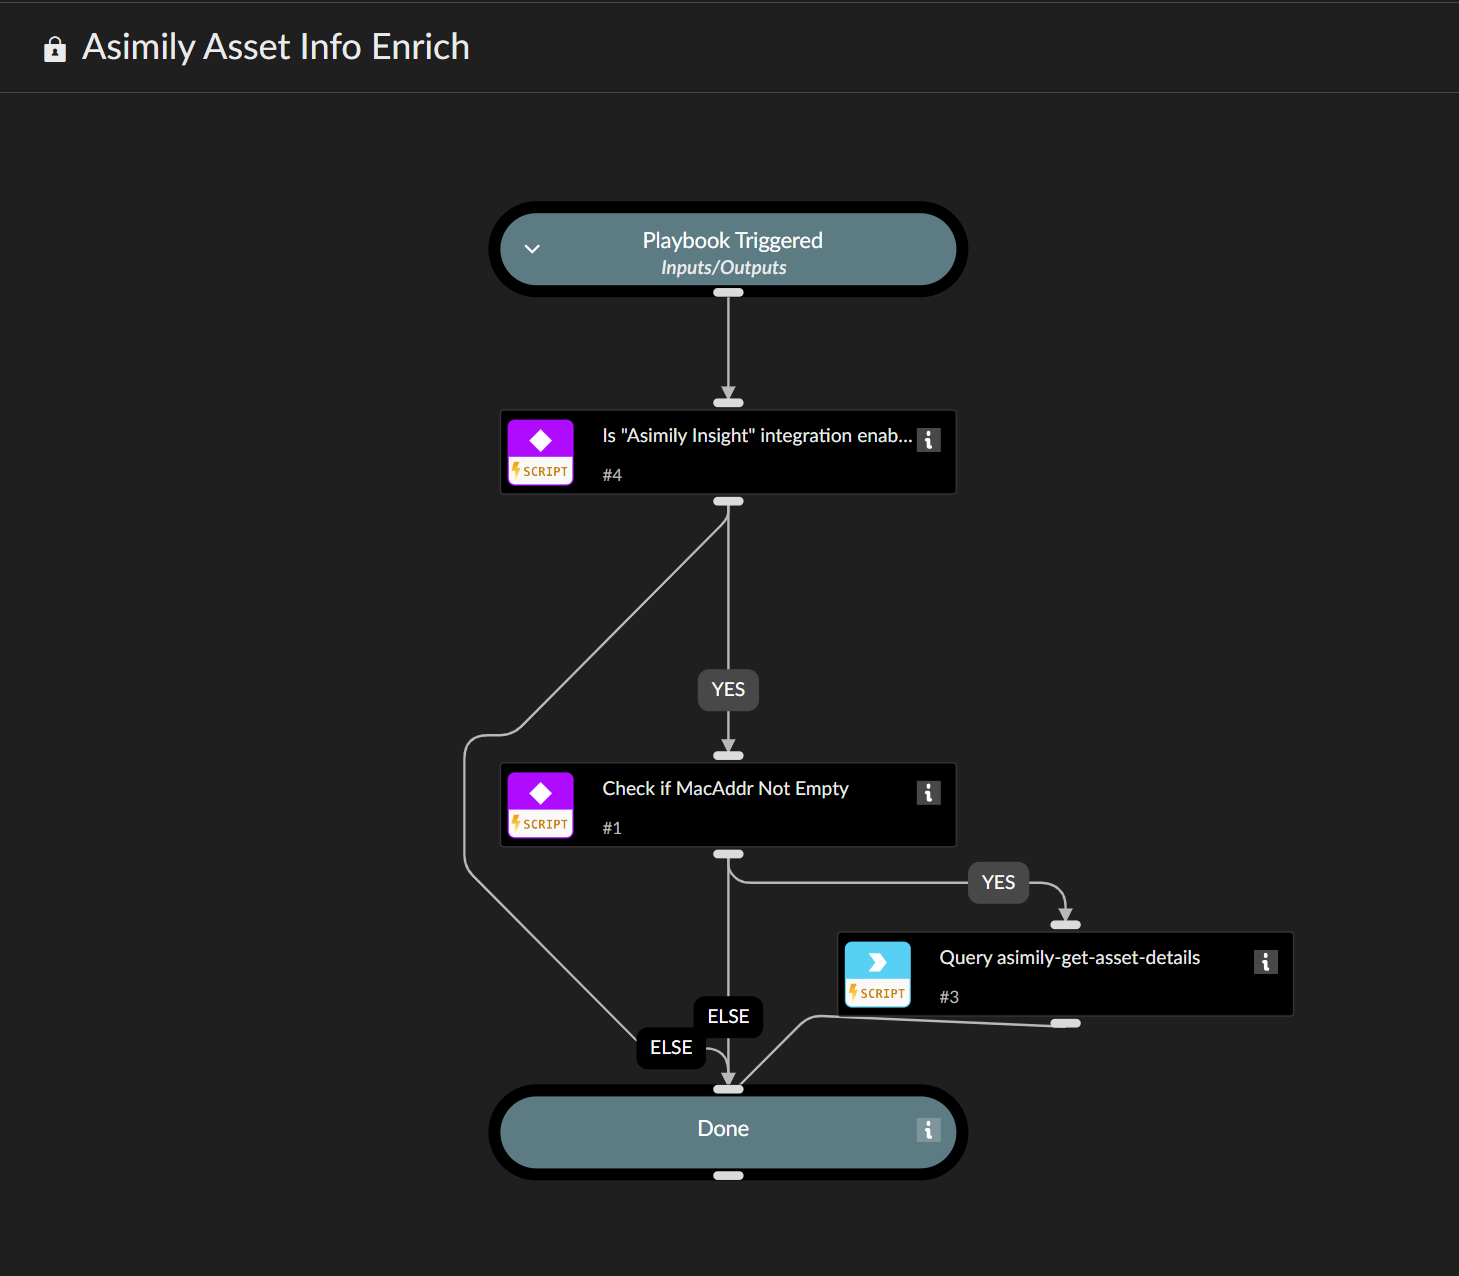 Asimily Asset Info Enrich
Playbook Triggered
Inputs/Outputs
Is "Asimily Insight" integration enab...
SCRIPT
#4
YES
Check if MacAddr Not Empty
SCRIPT
#1
YES
Query asimily-get-asset-details
SCRIPT
#3
ELSE
ELSE
Done